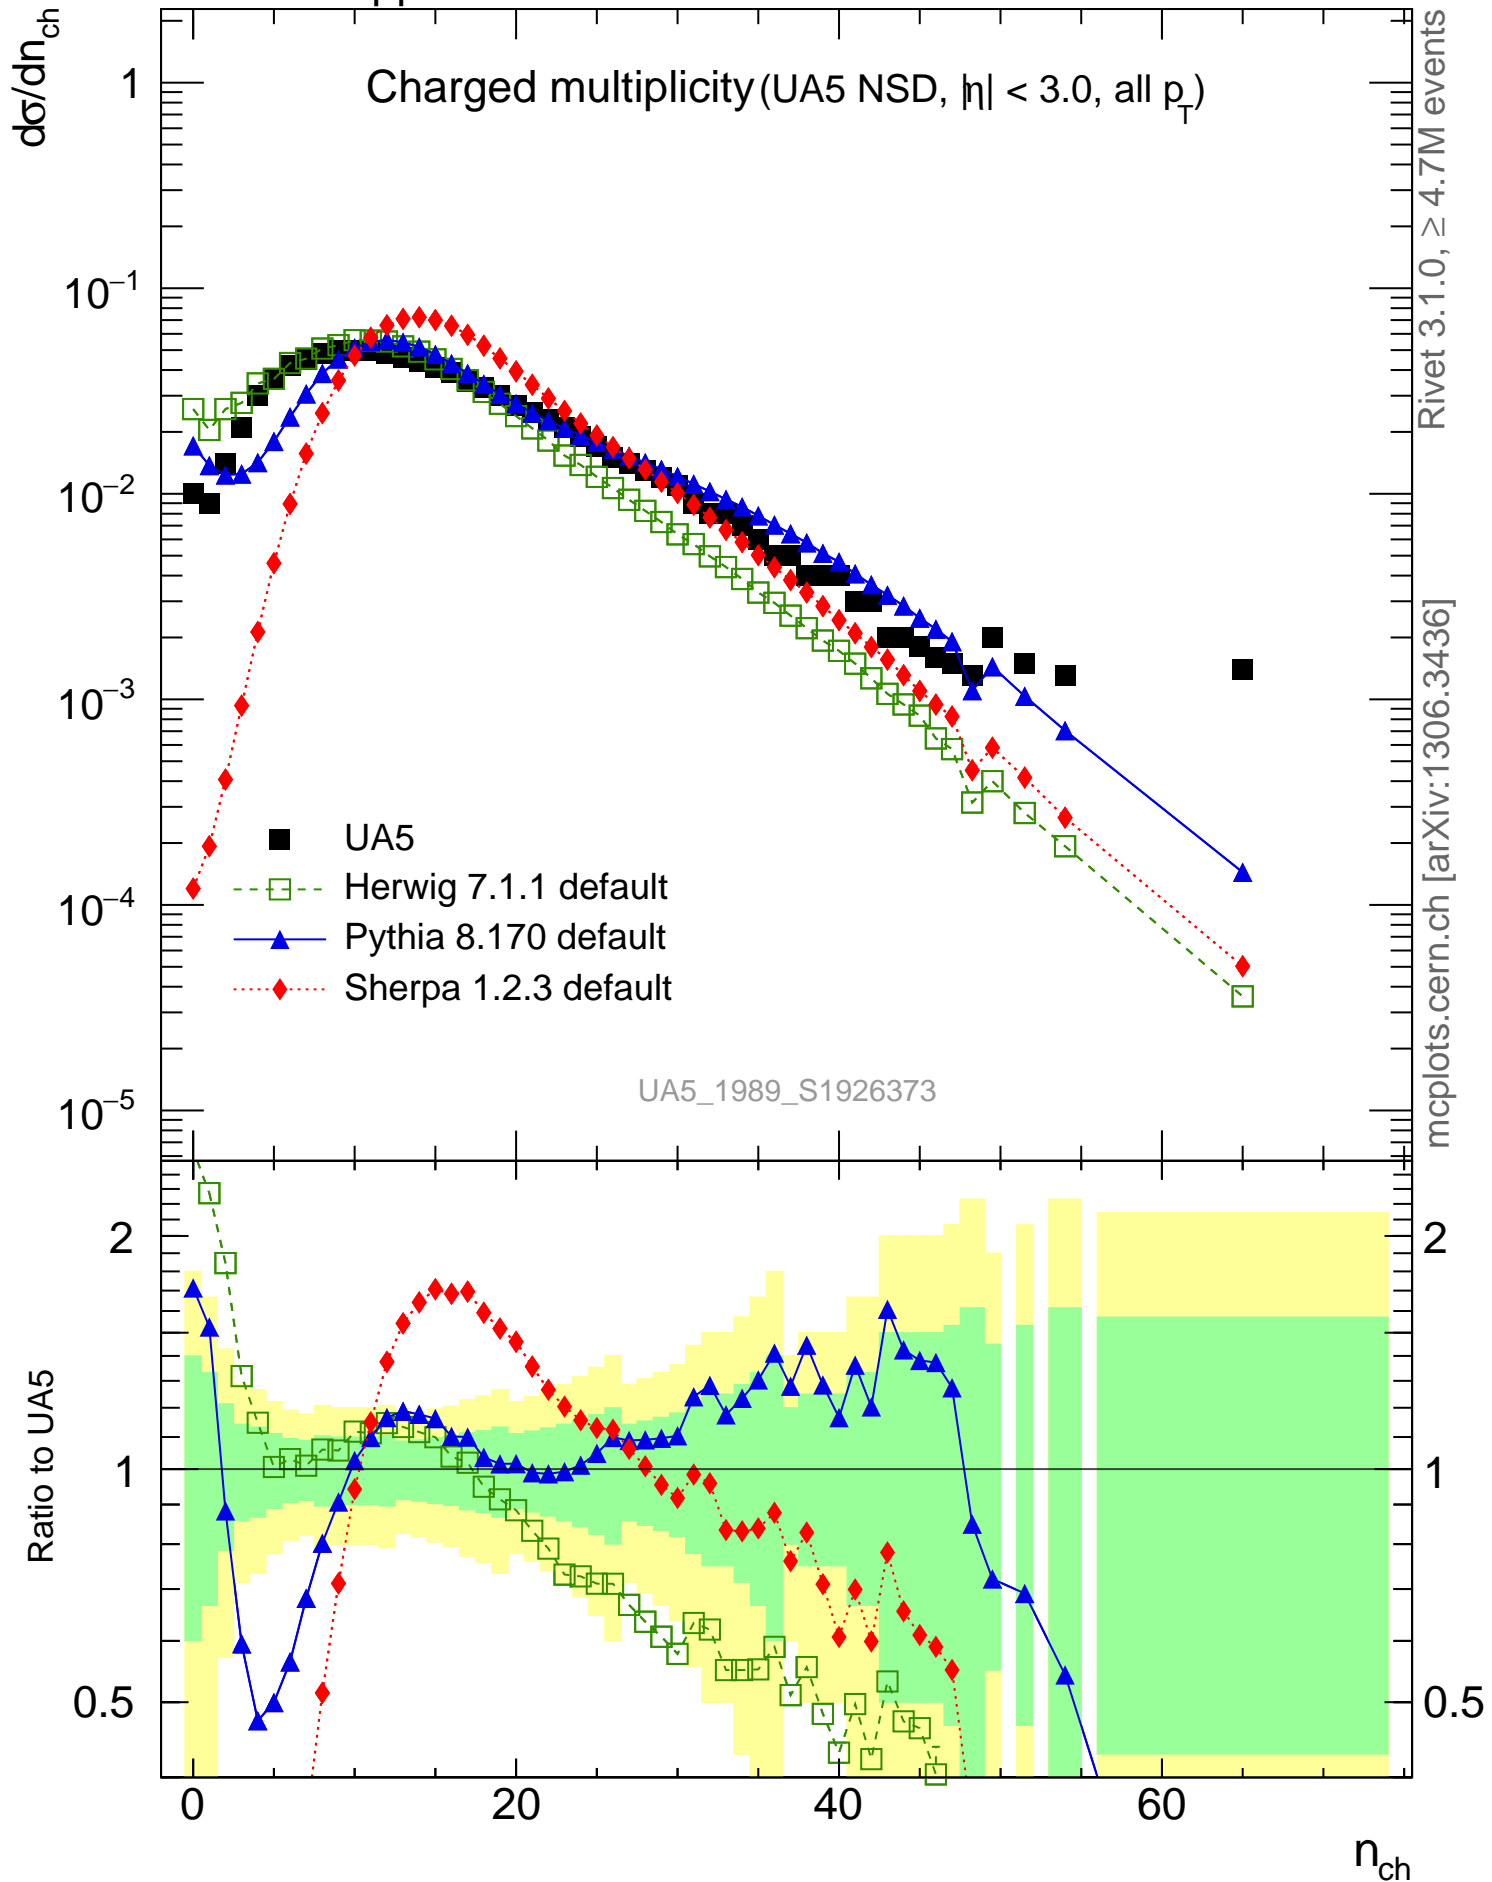 dσ/dn_ch
Charged multiplicity (UA5 NSD, |η| < 3.0, all p_T)
1
10⁻¹
10⁻²
10⁻³
10⁻⁴
10⁻⁵
UA5
Herwig 7.1.1 default
Pythia 8.170 default
Sherpa 1.2.3 default
UA5_1989_S1926373
Rivet 3.1.0, ≥ 4.7M events
mcplots.cern.ch [arXiv:1306.3436]
Ratio to UA5
2
1
0.5
2
1
0.5
0 20 40 60
n_ch